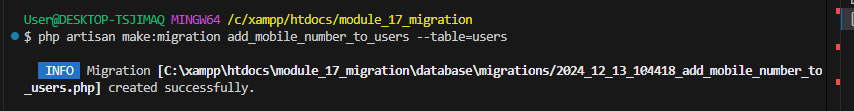 User@DESKTOP-TSJIMAQ MINGW64 /c/xampp/htdocs/module_17_migration
$ php artisan make:migration add_mobile_number_to_users --table=users
INFO Migration [C:\xampp\htdocs\module_17_migration\database\migrations/2024_12_13_104418_add_mobile_number_to
_users.php] created successfully.